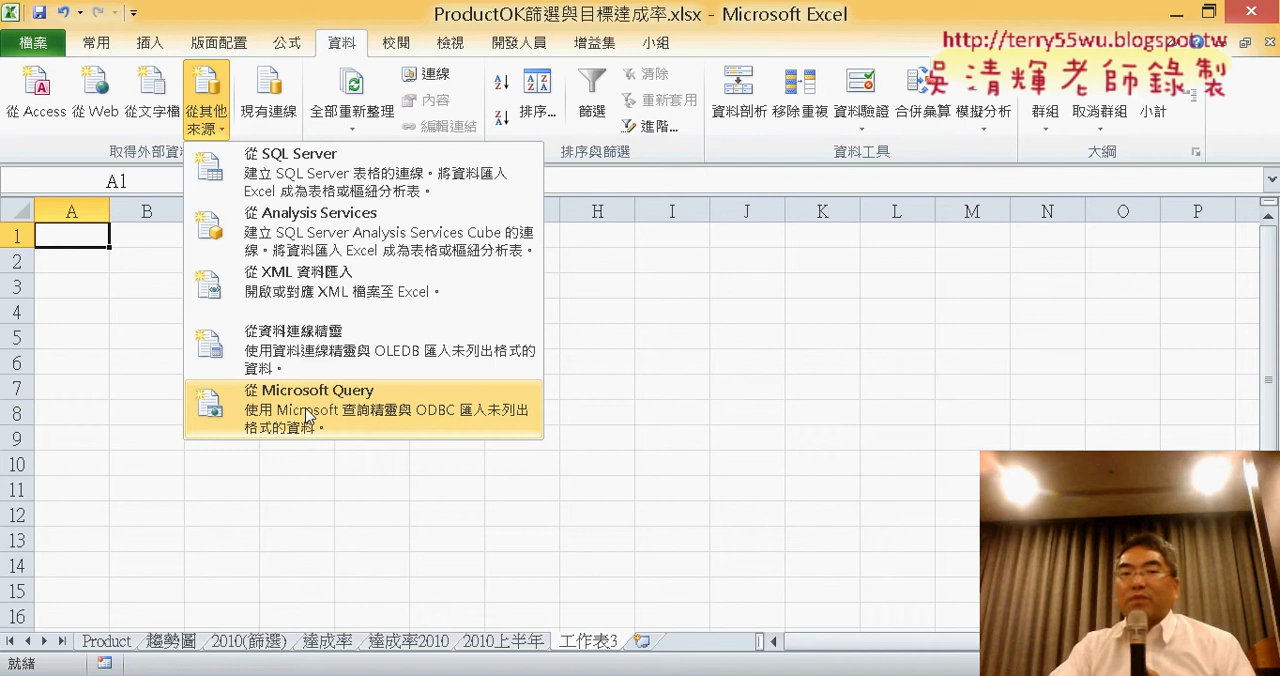 ProductOK篩選與目標達成率.xlsx - Microsoft Excel
檔案 常用 插入 版面配置 公式 資料 校閱 檢視 開發人員 增益集 小組
http://terry55wu.blogspot.tw
吳清輝老師錄製
從 Access 從 Web 從文字檔 從其他來源 現有連線 全部重新整理 連線 內容 編輯連結 排序... 篩選 清除 重新套用 進階... 資料剖析 移除重複 資料驗證 合併彙算 模擬分析 群組 取消群組 小計
取得外部資 排序與篩選 資料工具 大綱
A1
從 SQL Server
建立 SQL Server 表格的連線。將資料匯入
Excel 成為表格或樞紐分析表。
從 Analysis Services
建立 SQL Server Analysis Services Cube 的連
線。將資料匯入 Excel 成為表格或樞紐分析表。
從 XML 資料匯入
開啟或對應 XML 檔案至 Excel。
從資料連線精靈
使用資料連線精靈與 OLEDB 匯入未列出格式的
資料。
從 Microsoft Query
使用 Microsoft 查詢精靈與 ODBC 匯入未列出
格式的資料。
A B H I J K L M N O P
1
2
3
4
5
6
7
8
9
10
11
12
13
14
15
16
Product 趨勢圖 2010(篩選) 達成率 達成率2010 2010上半年 工作表3
就緒